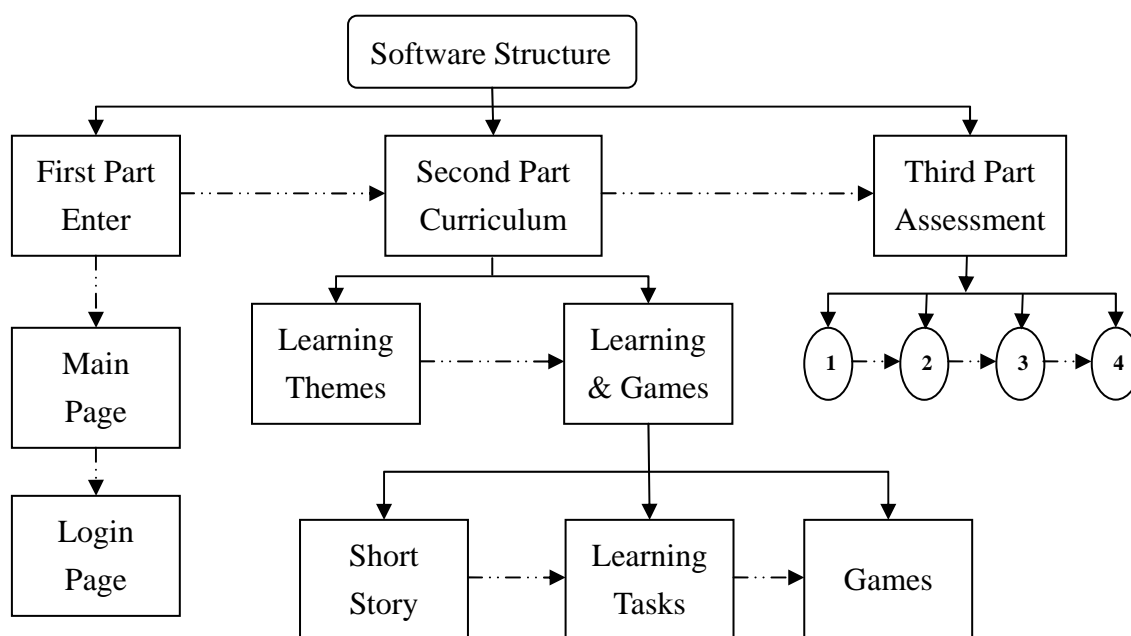 Software Structure
First Part
Enter
Second Part
Curriculum
Third Part
Assessment
Main
Page
Login
Page
Learning
Themes
Learning
& Games
1
2
3
4
Short
Story
Learning
Tasks
Games